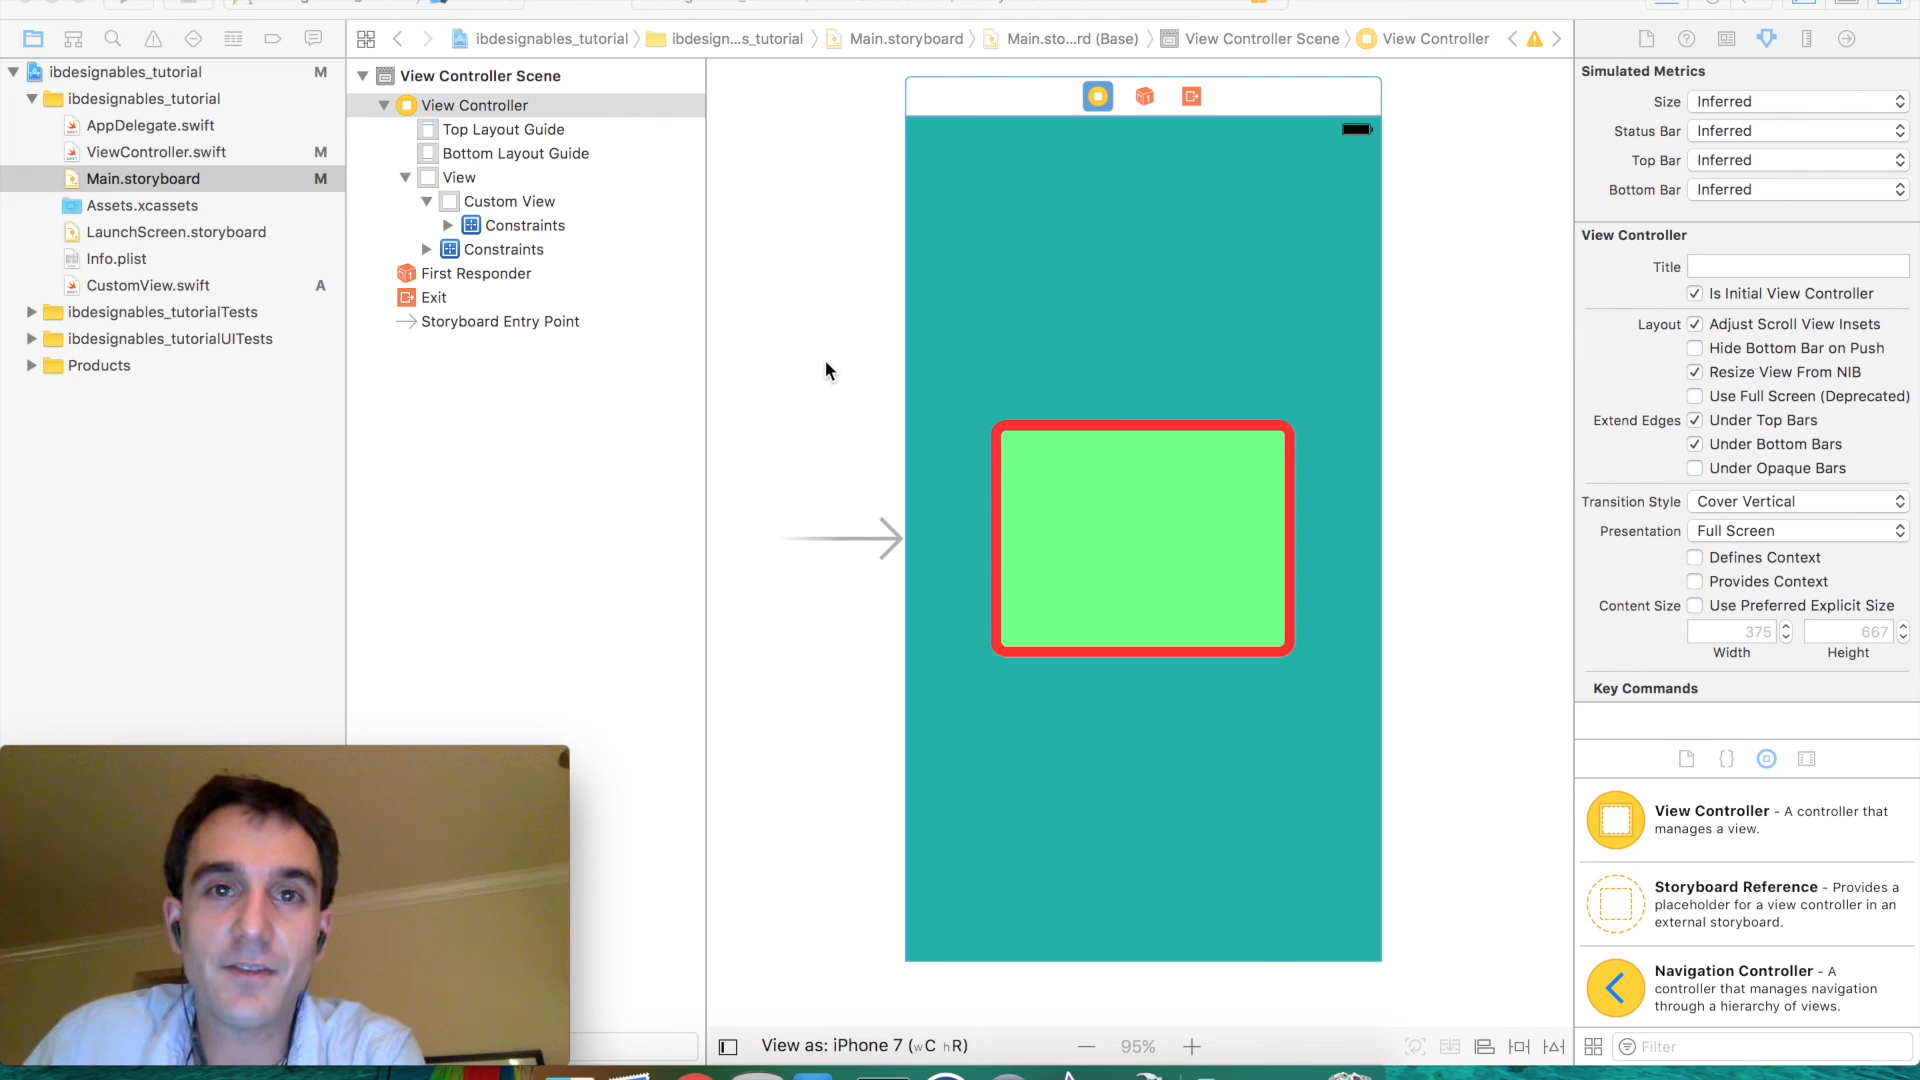 ibdesignables_tutorial
ibdesign...s_tutorial
Main.storyboard
Main.sto...rd (Base)
View Controller Scene
View Controller
ibdesignables_tutorial M
ibdesignables_tutorial
AppDelegate.swift
ViewController.swift M
Main.storyboard M
Assets.xcassets
LaunchScreen.storyboard
Info.plist
CustomView.swift A
ibdesignables_tutorialTests
ibdesignables_tutorialUITests
Products
View Controller Scene
View Controller
Top Layout Guide
Bottom Layout Guide
View
Custom View
Constraints
Constraints
First Responder
Exit
Storyboard Entry Point
View as: iPhone 7 (wC hR)
95%
Simulated Metrics
Size Inferred
Status Bar Inferred
Top Bar Inferred
Bottom Bar Inferred
View Controller
Title
Is Initial View Controller
Layout Adjust Scroll View Insets
Hide Bottom Bar on Push
Resize View From NIB
Use Full Screen (Deprecated)
Extend Edges Under Top Bars
Under Bottom Bars
Under Opaque Bars
Transition Style Cover Vertical
Presentation Full Screen
Defines Context
Provides Context
Content Size Use Preferred Explicit Size
375 667
Width Height
Key Commands
View Controller - A controller that
manages a view.
Storyboard Reference - Provides a
placeholder for a view controller in an
external storyboard.
Navigation Controller - A
controller that manages navigation
through a hierarchy of views.
Filter